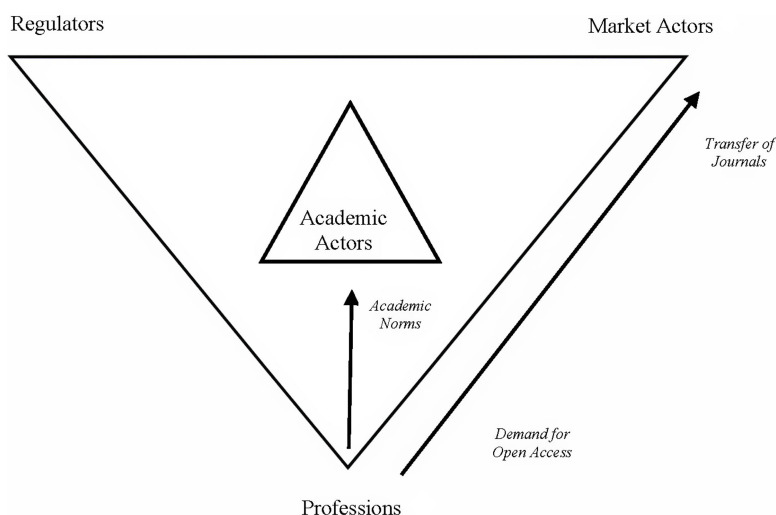 Regulators
Market Actors
Transfer of
Journals
Academic
Actors
Academic
Norms
Demand for
Open Access
Professions